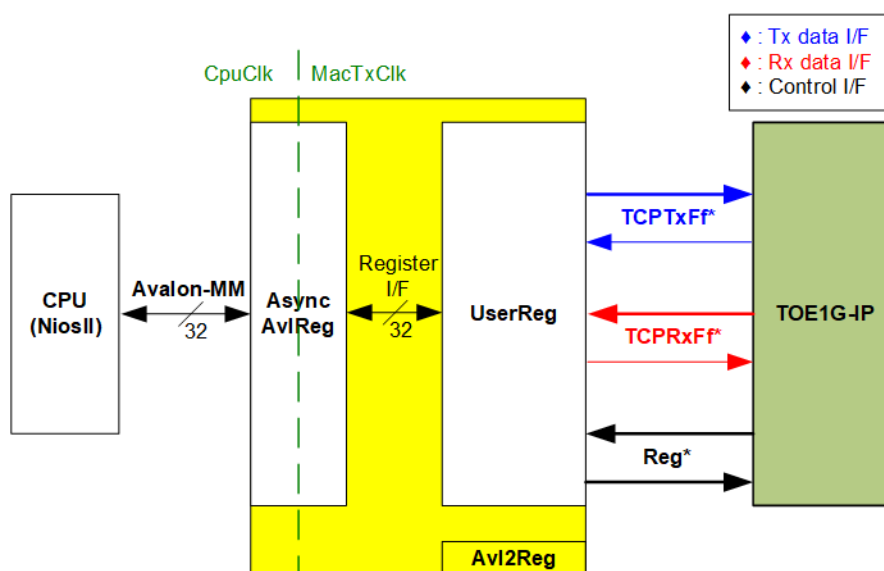 CpuClk
MacTxClk
♦ : Tx data I/F
♦ : Rx data I/F
♦ : Control I/F
CPU
(NiosII)
Avalon-MM
32
Async
AvlReg
Register
I/F
32
UserReg
TCPTxFf*
TCPRxFf*
Reg*
TOE1G-IP
Avl2Reg